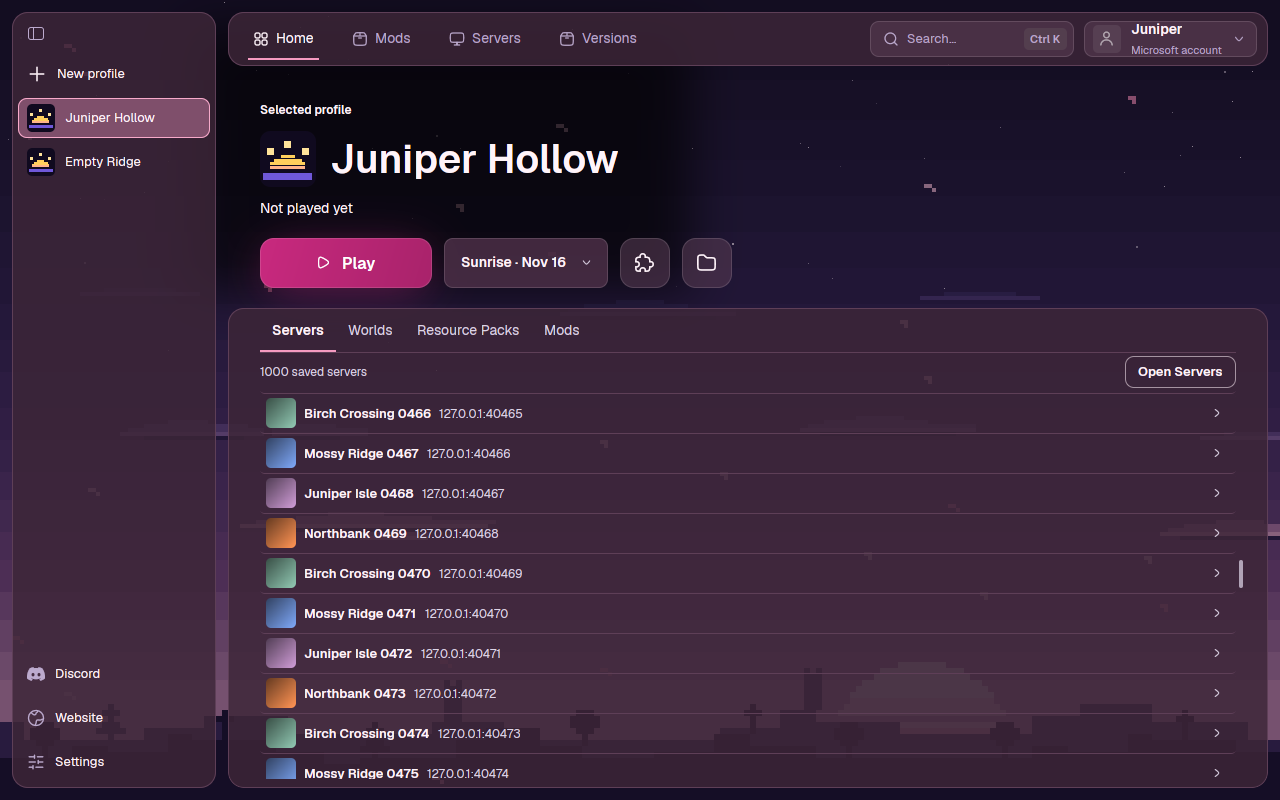 New profile
Juniper Hollow
Empty Ridge
Discord
Website
Settings
Home
Mods
Servers
Versions
Search...
Ctrl K
Juniper
Microsoft account
Selected profile
Juniper Hollow
Not played yet
Play
Sunrise · Nov 16
Servers
Worlds
Resource Packs
Mods
1000 saved servers
Open Servers
Birch Crossing 0466 127.0.0.1:40465
Mossy Ridge 0467 127.0.0.1:40466
Juniper Isle 0468 127.0.0.1:40467
Northbank 0469 127.0.0.1:40468
Birch Crossing 0470 127.0.0.1:40469
Mossy Ridge 0471 127.0.0.1:40470
Juniper Isle 0472 127.0.0.1:40471
Northbank 0473 127.0.0.1:40472
Birch Crossing 0474 127.0.0.1:40473
Mossy Ridge 0475 127.0.0.1:40474